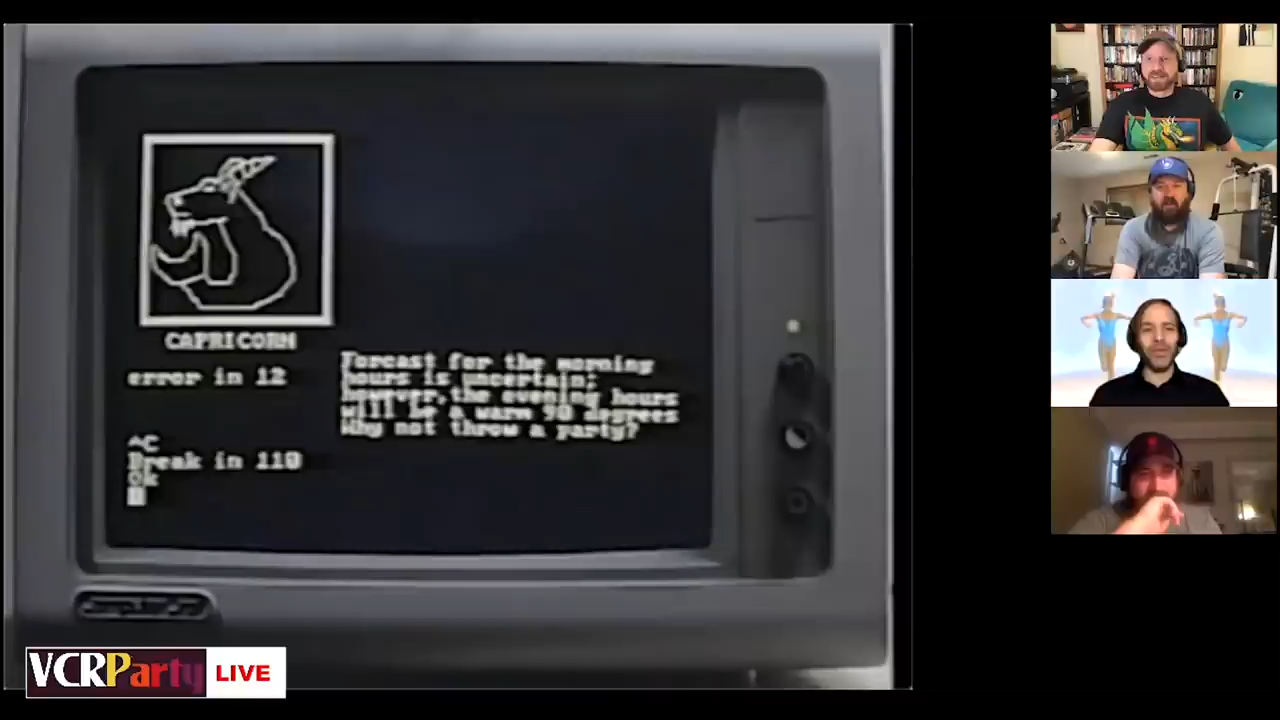 CAPRICORN
error in 12
Forcast for the morning
hours is uncertain;
however,the evening hours
will be a warm 90 degrees
Why not throw a party?
^C
Break in 110
Ok
VCRParty LIVE